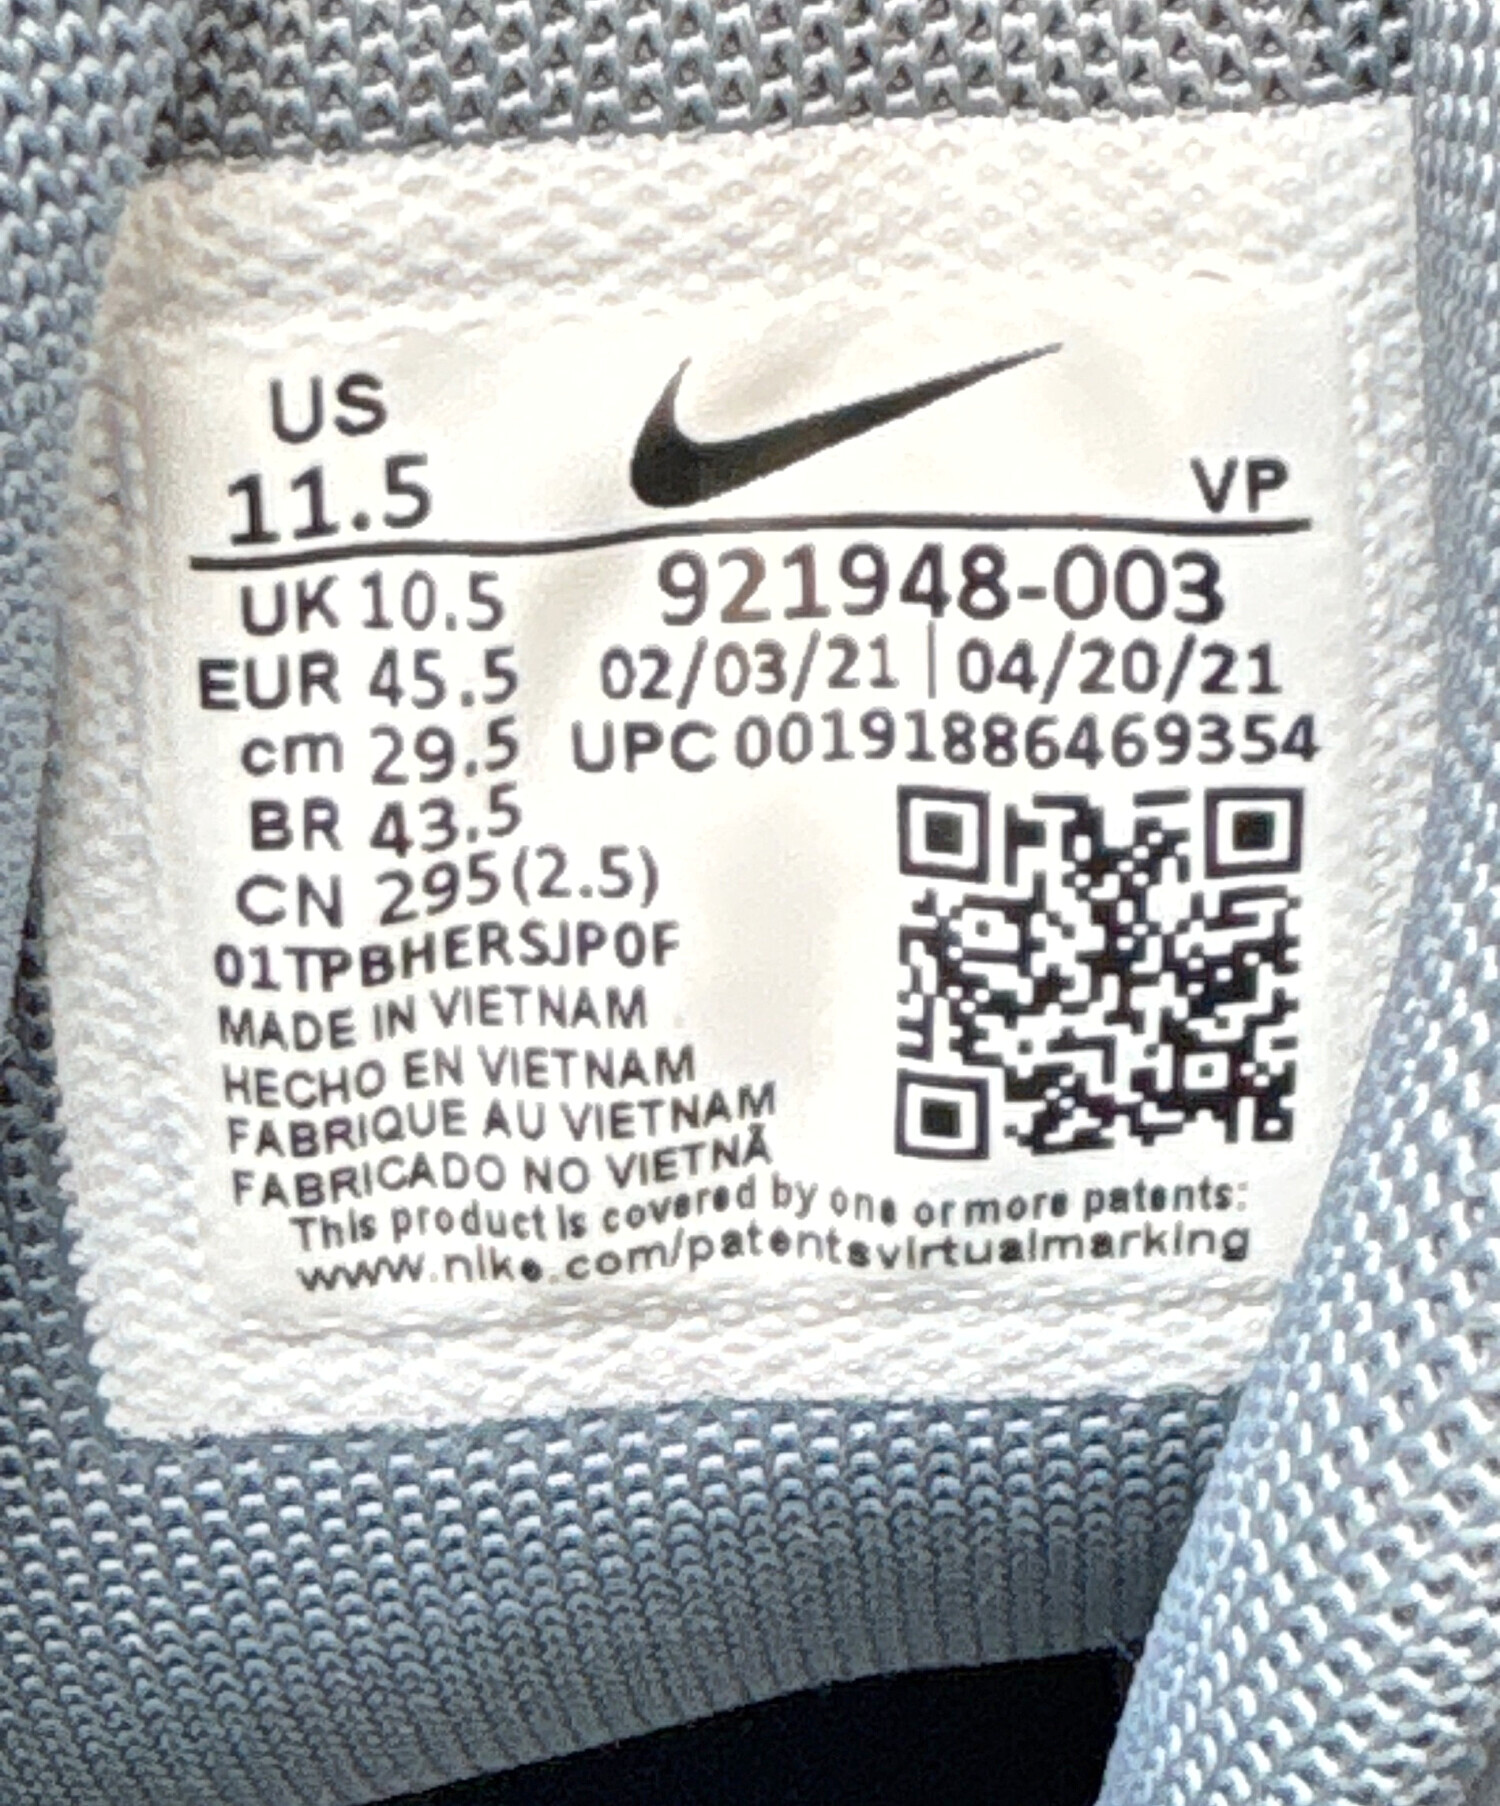 US
11.5
VP
UK 10.5
921948-003
EUR 45.5
02/03/21 | 04/20/21
cm 29.5
UPC 00191886469354
BR 43.5
CN 295(2.5)
01TPBHERSJP0F
MADE IN VIETNAM
HECHO EN VIETNAM
FABRIQUE AU VIETNAM
FABRICADO NO VIETNÃ
This product is covered by one or more patents:
www.nike.com/patentsvirtualmarking